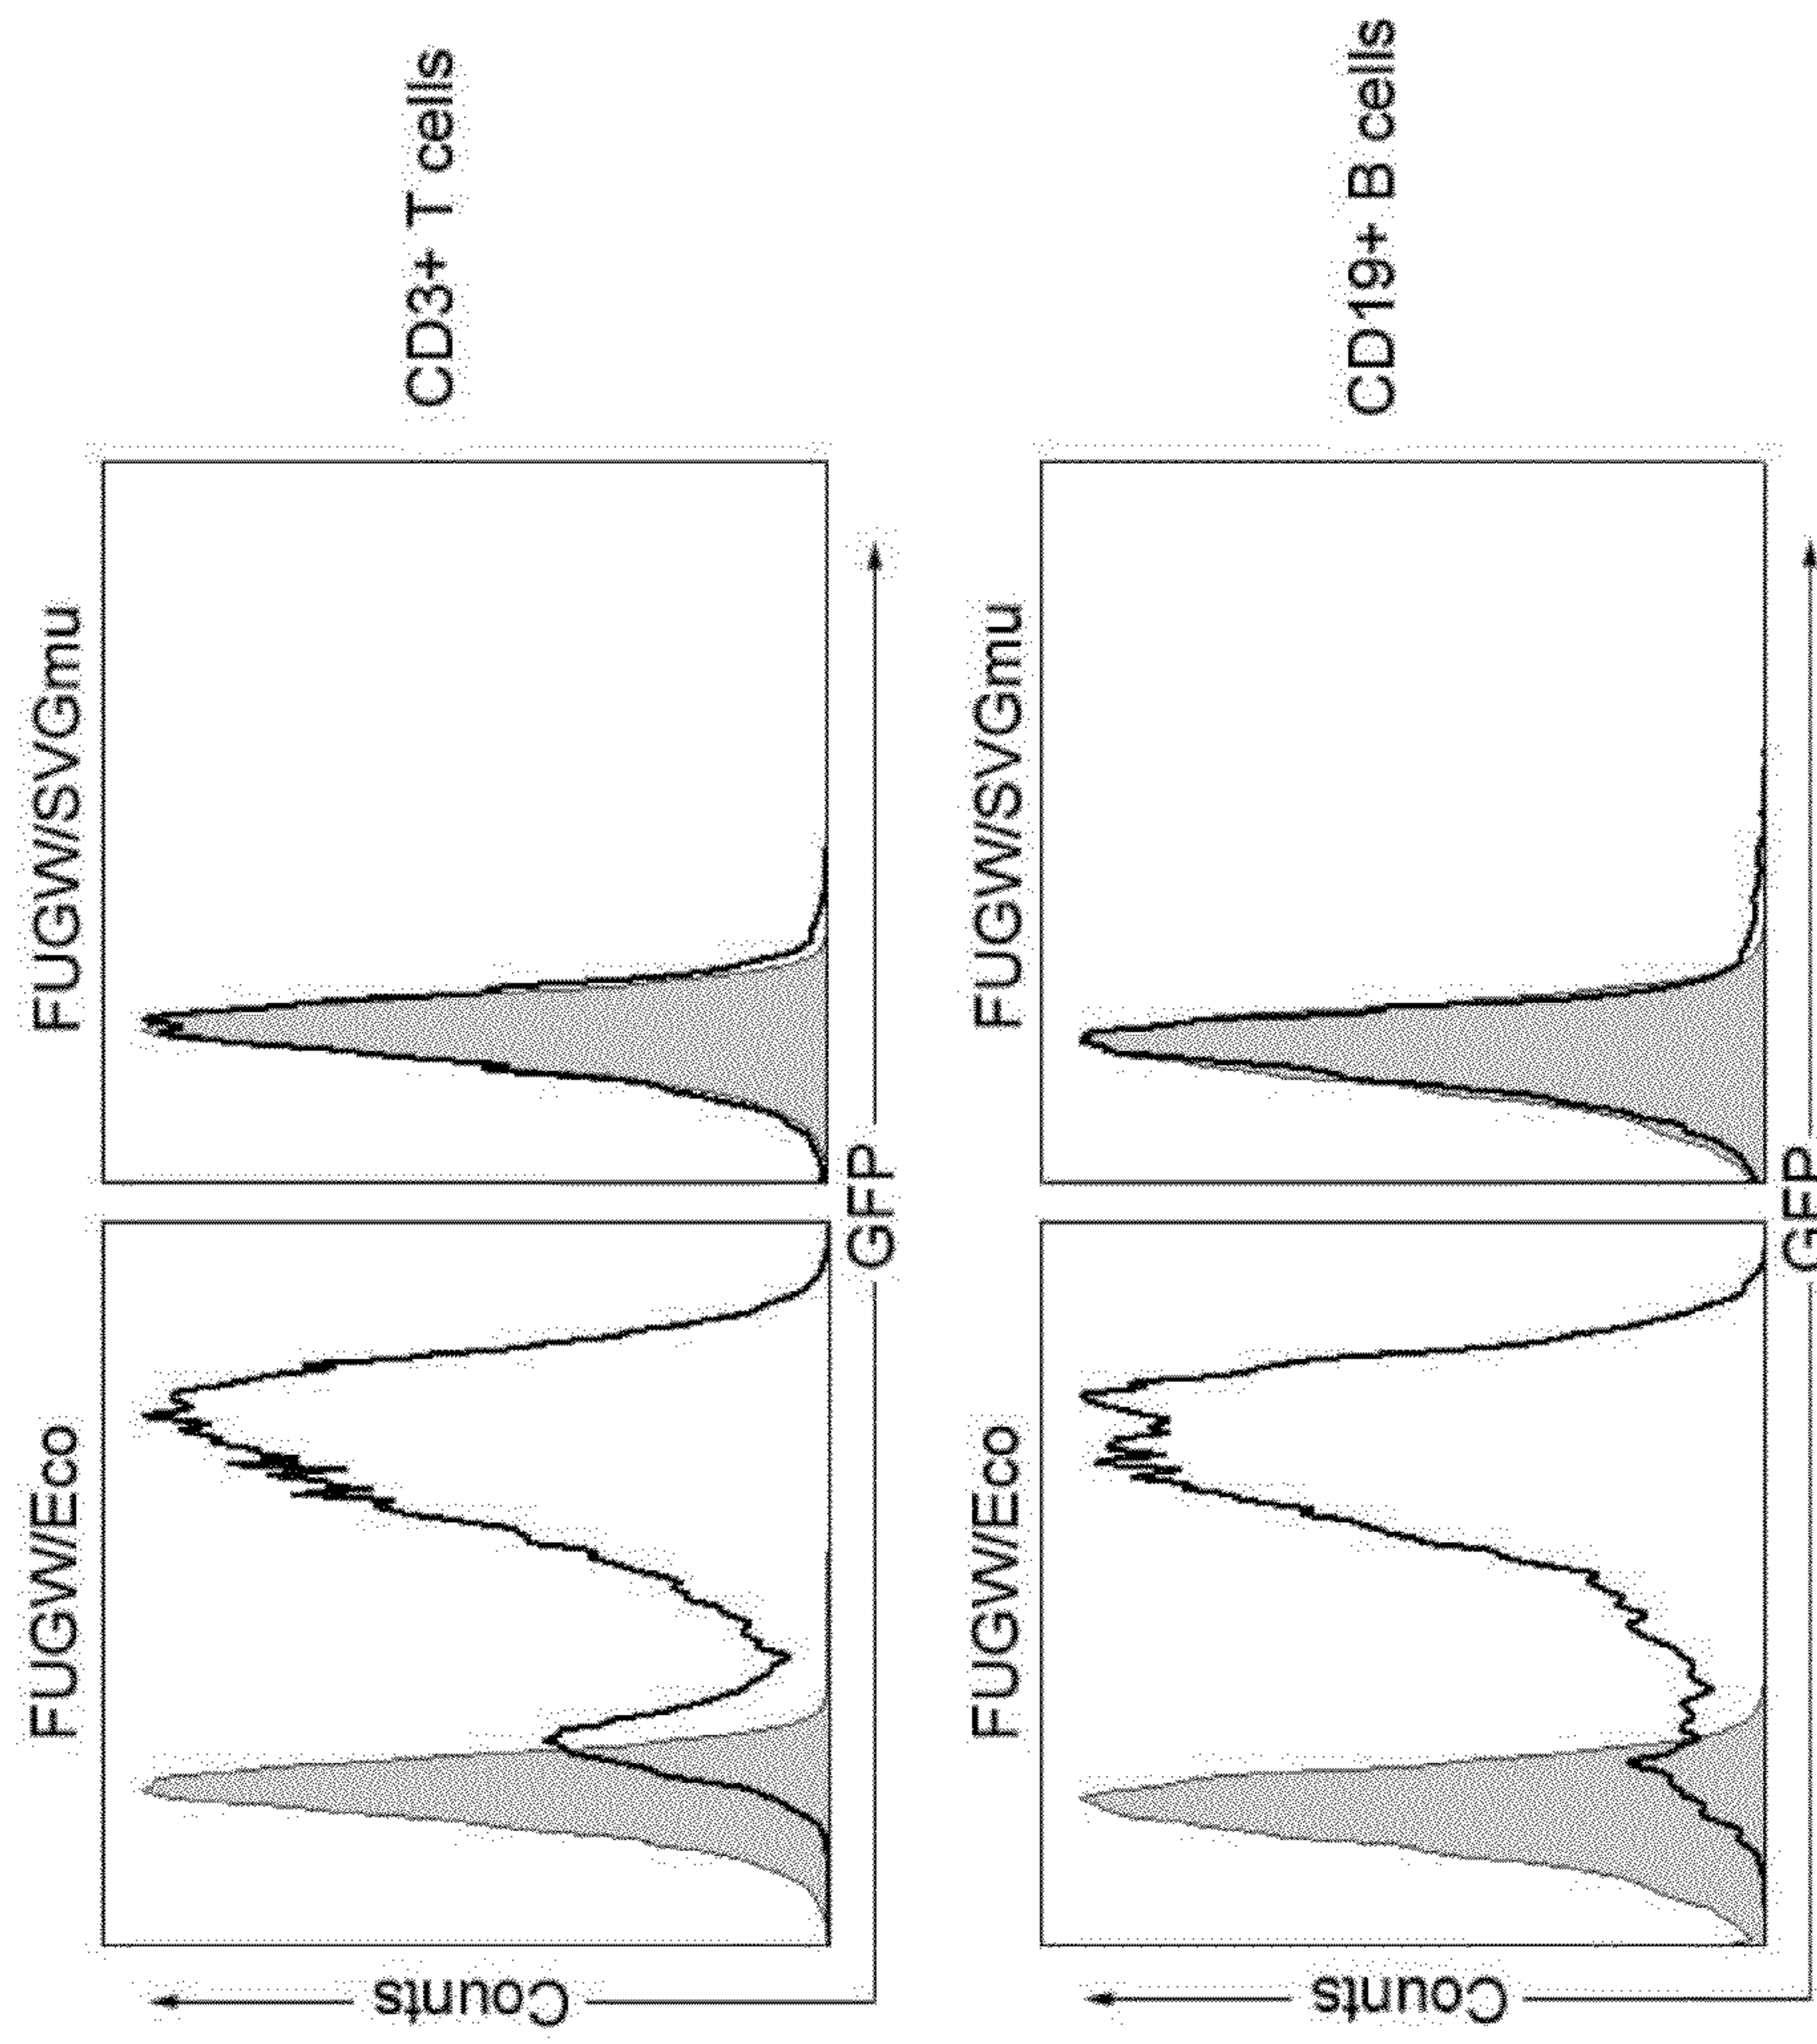 FUGW/Eco
FUGW/SVGmu
Counts
CD3+ T cells
GFP
FUGW/Eco
FUGW/SVGmu
Counts
CD19+ B cells
GFP